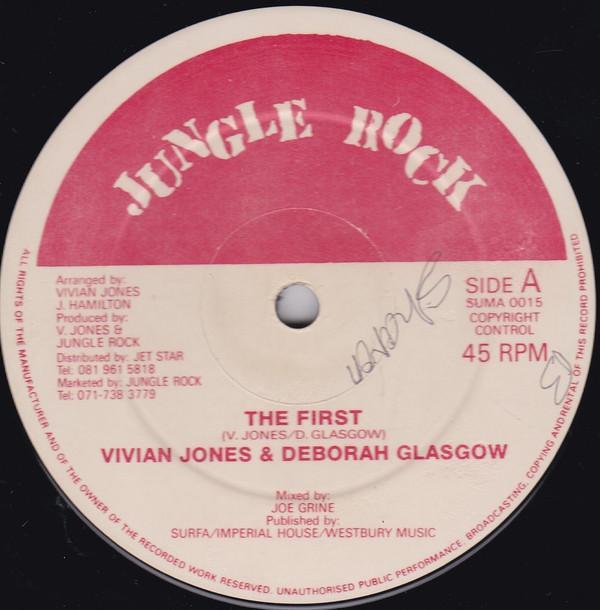 JUNGLE ROCK
Arranged by:
VIVIAN JONES
J. HAMILTON
Produced by:
V. JONES &
JUNGLE ROCK
Distributed by: JET STAR
Tel: 081 961 5818
Marketed by: JUNGLE ROCK
Tel: 071-738 3779
SIDE A
SUMA 0015
COPYRIGHT
CONTROL
45 RPM
THE FIRST
(V. JONES/D. GLASGOW)
VIVIAN JONES & DEBORAH GLASGOW
Mixed by:
JOE GRINE
Published by:
SURFA/IMPERIAL HOUSE/WESTBURY MUSIC
ALL RIGHTS OF THE MANUFACTURER AND OF THE OWNER OF THE RECORDED WORK RESERVED. UNAUTHORISED PUBLIC PERFORMANCE, BROADCASTING, COPYING AND RENTAL OF THIS RECORD PROHIBITED